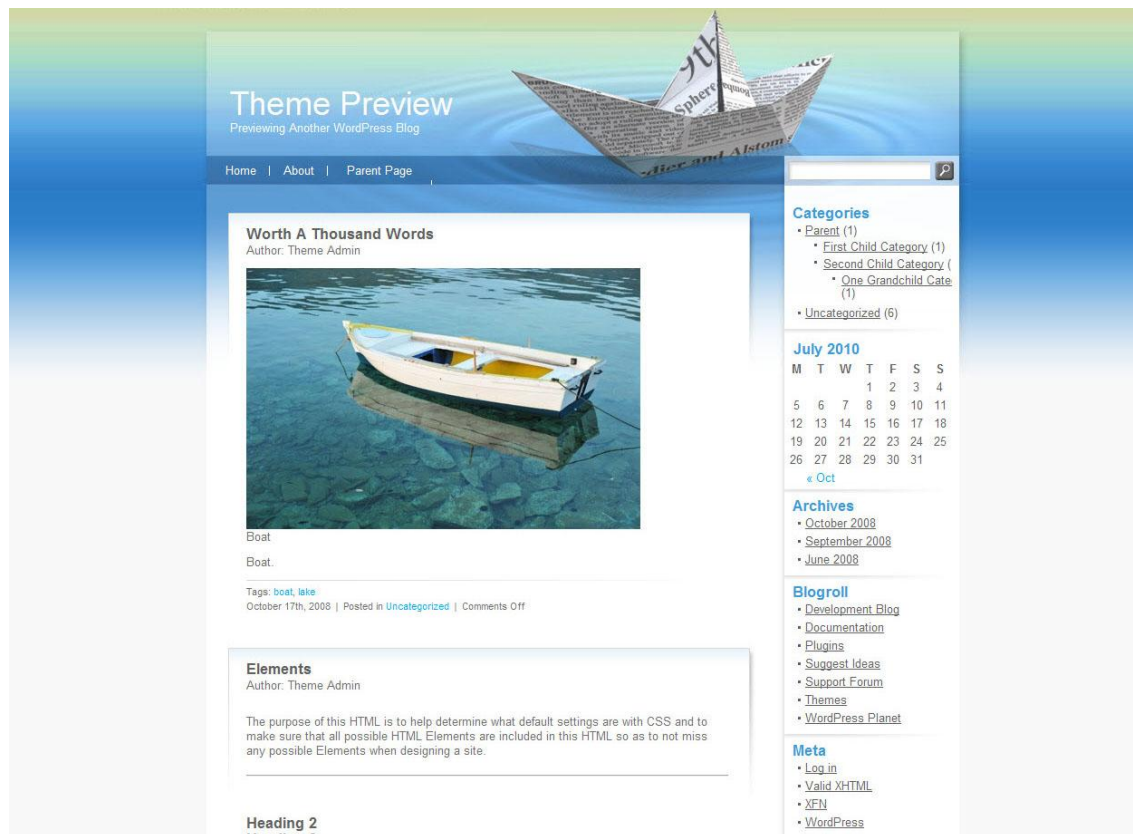 Theme Preview
Previewing Another WordPress Blog
9th
Sphere
dier and Alstom
Home | About | Parent Page
Worth A Thousand Words
Author: Theme Admin
Boat
Boat.
Tags: boat, lake
October 17th, 2008 | Posted in Uncategorized | Comments Off
Elements
Author: Theme Admin
The purpose of this HTML is to help determine what default settings are with CSS and to
make sure that all possible HTML Elements are included in this HTML so as to not miss
any possible Elements when designing a site.
Heading 2
Categories
Parent (1)
First Child Category (1)
Second Child Category (
One Grandchild Cate
(1)
Uncategorized (6)
July 2010
M T W T F S S
1 2 3 4
5 6 7 8 9 10 11
12 13 14 15 16 17 18
19 20 21 22 23 24 25
26 27 28 29 30 31
« Oct
Archives
October 2008
September 2008
June 2008
Blogroll
Development Blog
Documentation
Plugins
Suggest Ideas
Support Forum
Themes
WordPress Planet
Meta
Log in
Valid XHTML
XFN
WordPress